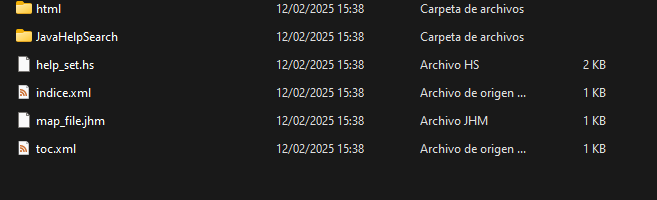 html 12/02/2025 15:38 Carpeta de archivos
JavaHelpSearch 12/02/2025 15:38 Carpeta de archivos
help_set.hs 12/02/2025 15:38 Archivo HS 2 KB
indice.xml 12/02/2025 15:38 Archivo de origen ... 1 KB
map_file.jhm 12/02/2025 15:38 Archivo JHM 1 KB
toc.xml 12/02/2025 15:38 Archivo de origen ... 1 KB